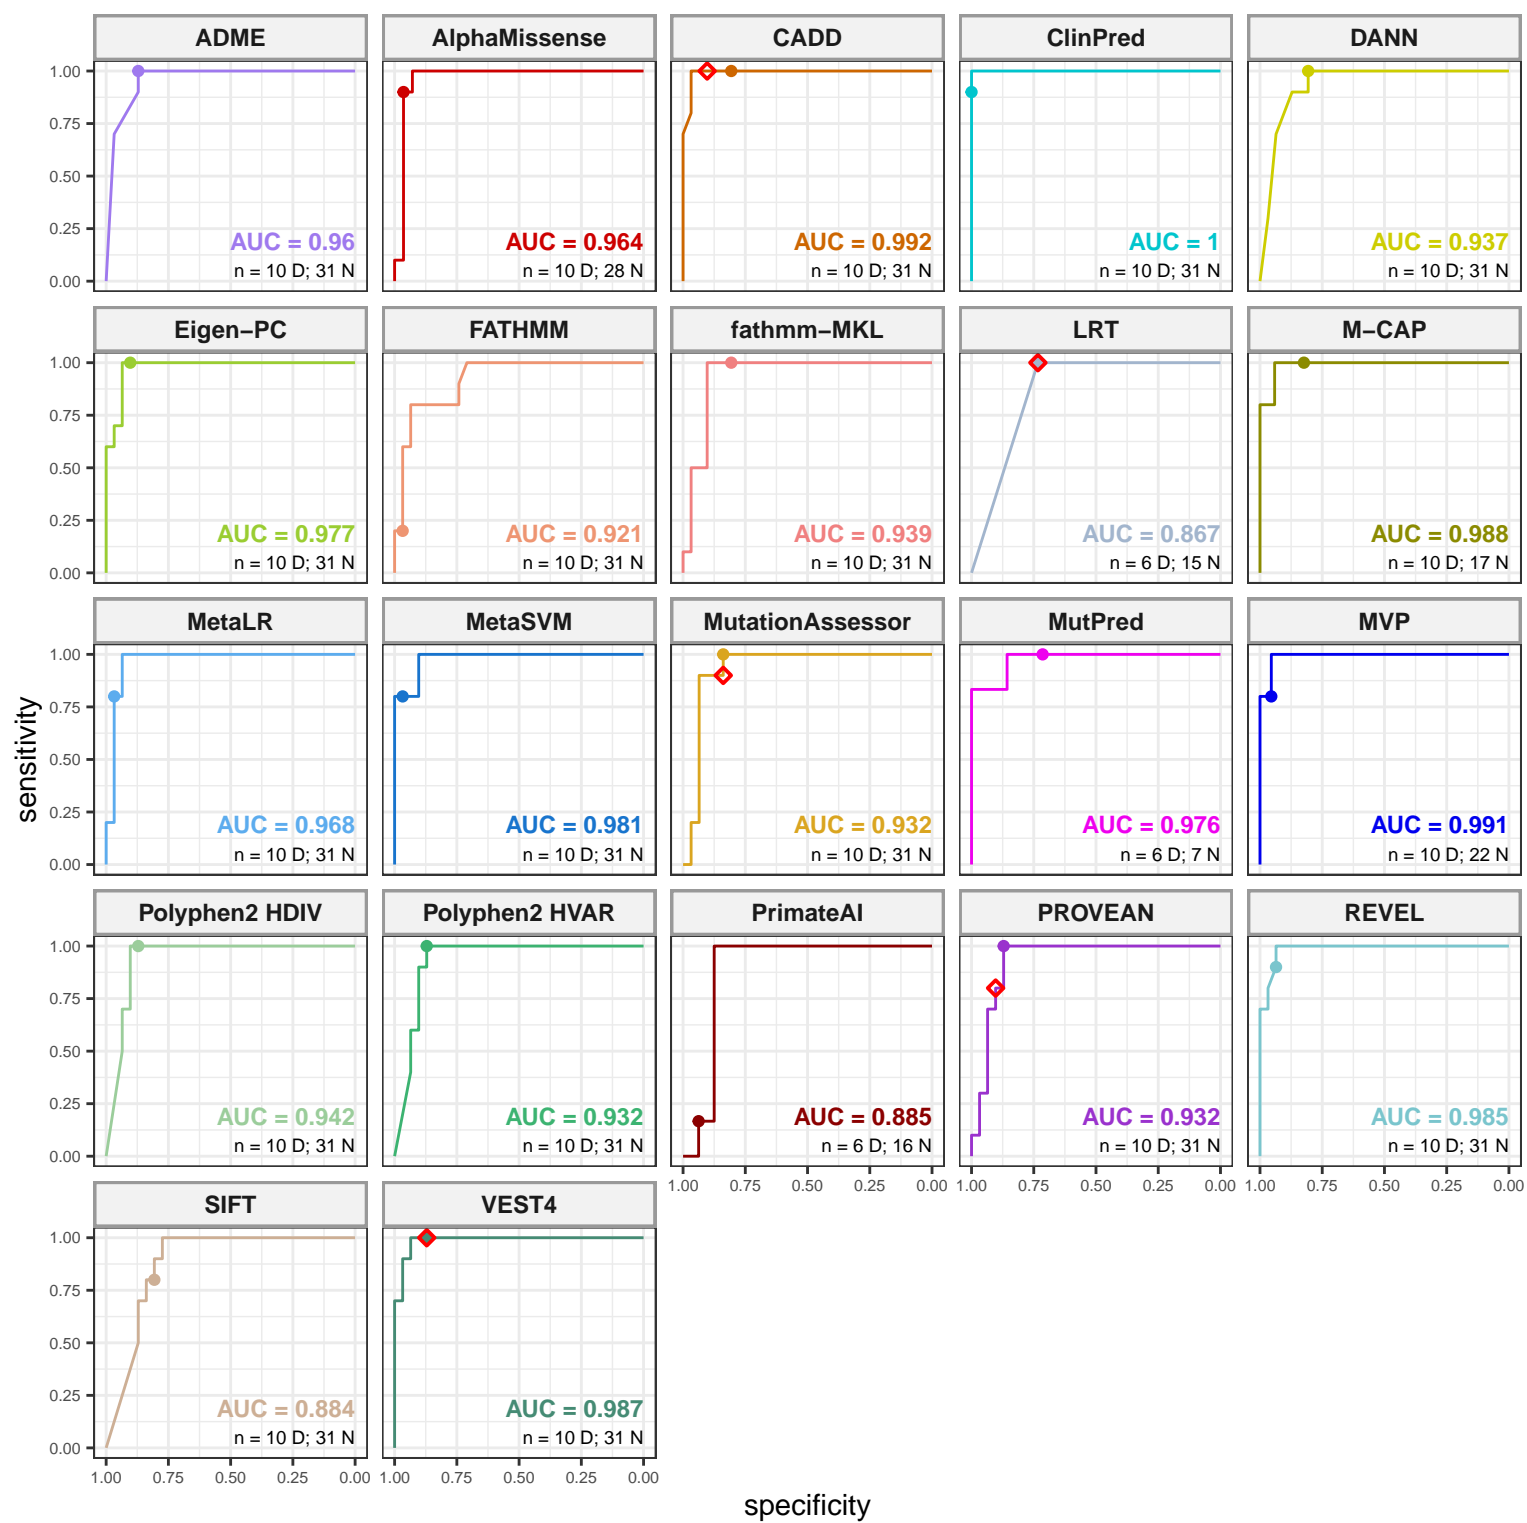 ADME AlphaMissense CADD ClinPred DANN
1.00
0.75
0.50
0.25
0.00
AUC = 0.96 AUC = 0.964 AUC = 0.992 AUC = 1 AUC = 0.937
n = 10 D; 31 N n = 10 D; 28 N n = 10 D; 31 N n = 10 D; 31 N n = 10 D; 31 N
Eigen−PC FATHMM fathmm−MKL LRT M−CAP
1.00
0.75
0.50
0.25
0.00
AUC = 0.977 AUC = 0.921 AUC = 0.939 AUC = 0.867 AUC = 0.988
n = 10 D; 31 N n = 10 D; 31 N n = 10 D; 31 N n = 6 D; 15 N n = 10 D; 17 N
MetaLR MetaSVM MutationAssessor MutPred MVP
1.00
0.75
0.50
0.25
0.00
AUC = 0.968 AUC = 0.981 AUC = 0.932 AUC = 0.976 AUC = 0.991
n = 10 D; 31 N n = 10 D; 31 N n = 10 D; 31 N n = 6 D; 7 N n = 10 D; 22 N
sensitivity
Polyphen2 HDIV Polyphen2 HVAR PrimateAI PROVEAN REVEL
1.00
0.75
0.50
0.25
0.00
AUC = 0.942 AUC = 0.932 AUC = 0.885 AUC = 0.932 AUC = 0.985
n = 10 D; 31 N n = 10 D; 31 N n = 6 D; 16 N n = 10 D; 31 N n = 10 D; 31 N
1.00 0.75 0.50 0.25 0.00 1.00 0.75 0.50 0.25 0.00 1.00 0.75 0.50 0.25 0.00
SIFT VEST4
1.00
0.75
0.50
0.25
0.00
AUC = 0.884 AUC = 0.987
n = 10 D; 31 N n = 10 D; 31 N
1.00 0.75 0.50 0.25 0.00 1.00 0.75 0.50 0.25 0.00
specificity